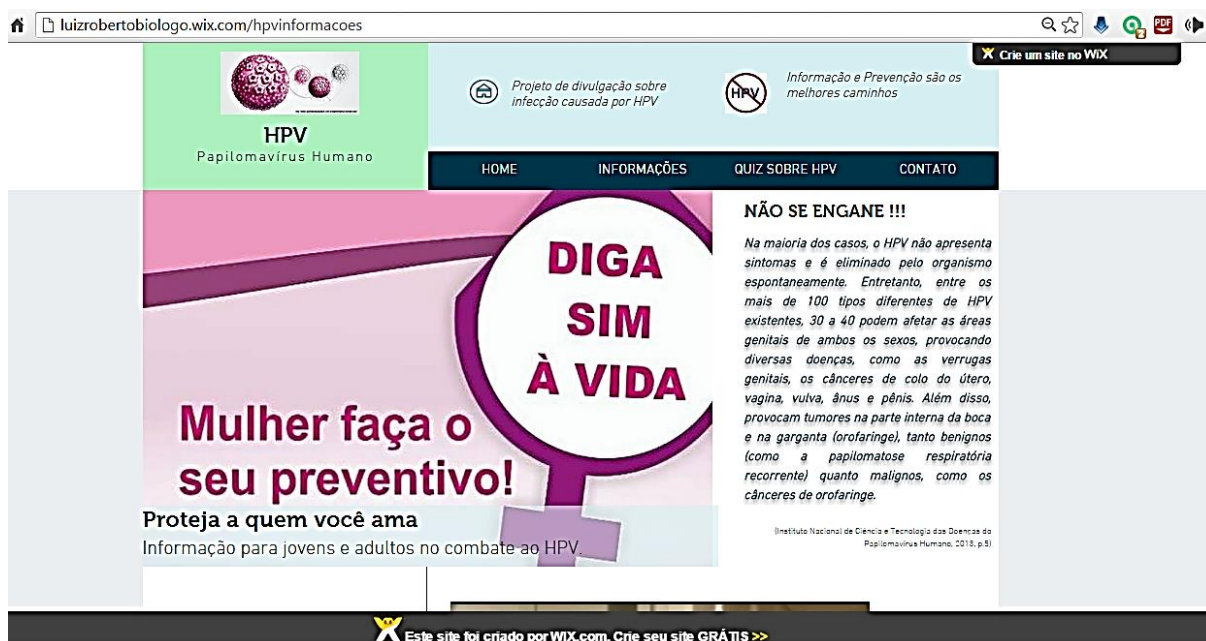 luizrobertobiologo.wix.com/hpvinformacoes
Crie um site no WiX
HPV
Papilomavírus Humano
Projeto de divulgação sobre
infecção causada por HPV
HPV
Informação e Prevenção são os
melhores caminhos
HOME
INFORMAÇÕES
QUIZ SOBRE HPV
CONTATO
DIGA
SIM
À VIDA
Mulher faça o
seu preventivo!
Proteja a quem você ama
Informação para jovens e adultos no combate ao HPV.
NÃO SE ENGANE !!!
Na maioria dos casos, o HPV não apresenta
sintomas e é eliminado pelo organismo
espontaneamente. Entretanto, entre os
mais de 100 tipos diferentes de HPV
existentes, 30 a 40 podem afetar as áreas
genitais de ambos os sexos, provocando
diversas doenças, como as verrugas
genitais, os cânceres de colo do útero,
vagina, vulva, ânus e pênis. Além disso,
provocam tumores na parte interna da boca
e na garganta (orofaringe), tanto benignos
(como a papilomatose respiratória
recorrente) quanto malignos, como os
cânceres de orofaringe.
(Instituto Nacional de Ciência e Tecnologia das Doenças do
Papilomavírus Humano, 2013, p.5)
Este site foi criado por WIX.com. Crie seu site GRÁTIS >>